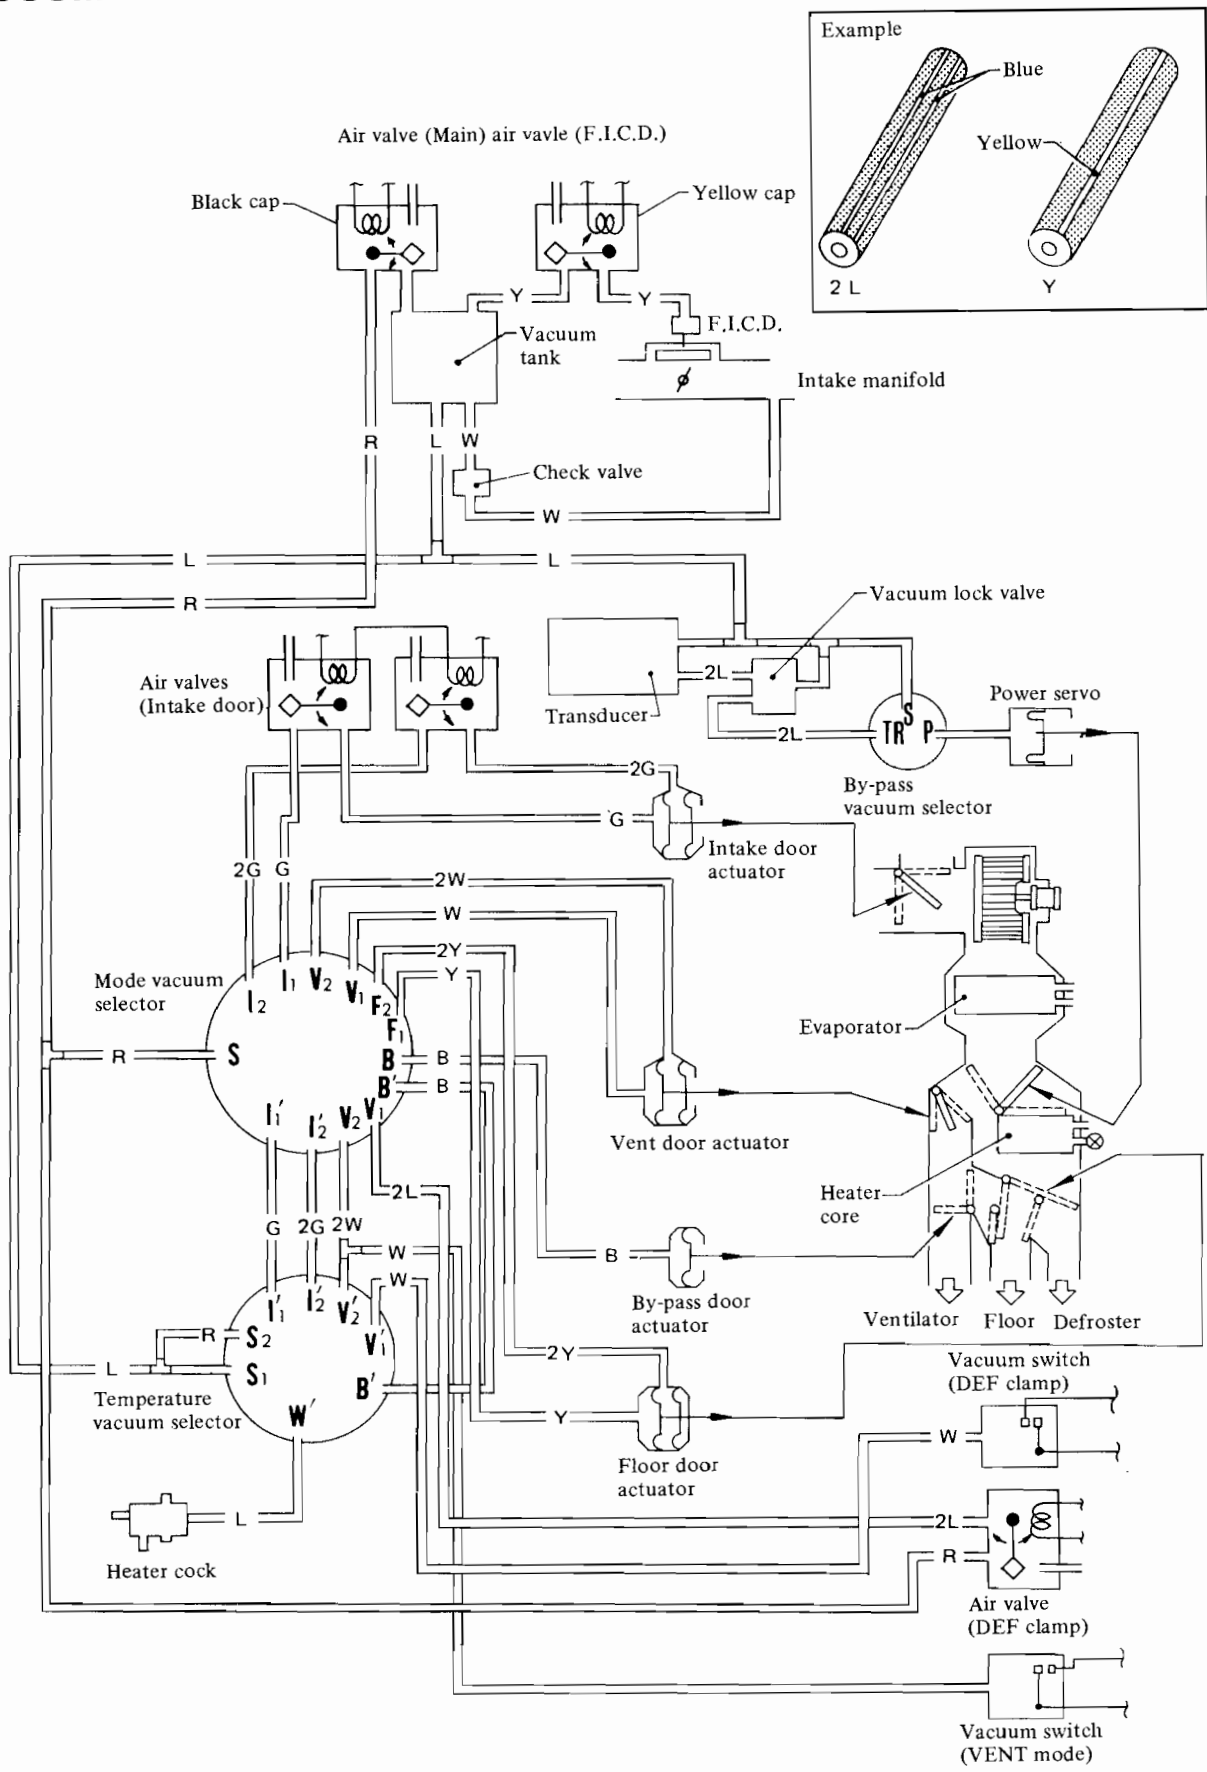 Example
Blue
Yellow
2 L
Y
Air valve (Main) air vavle (F.I.C.D.)
Black cap
Yellow cap
Y
Y
F.I.C.D.
Vacuum
tank
Intake manifold
R
L
W
Check valve
W
L
L
R
Vacuum lock valve
Air valves
(Intake door)
2L
Transducer
Power servo
2L
TR
S
P
By-pass
vacuum selector
2G
G
Intake door
actuator
2G
G
2W
W
2Y
Y
Mode vacuum
selector
I2
I1
V2
V1
F2
F1
B
B
B'
B
R
S
I1'
I2'
V2
V1
Evaporator
Vent door actuator
2L
Heater
core
G
2G
2W
W
W
B
By-pass door
actuator
Ventilator
Floor
Defroster
I1'
I2'
V2'
V1'
R
S2
L
S1
B'
W'
Temperature
vacuum selector
2Y
Y
Floor door
actuator
Vacuum switch
(DEF clamp)
W
L
Heater cock
2L
R
Air valve
(DEF clamp)
Vacuum switch
(VENT mode)